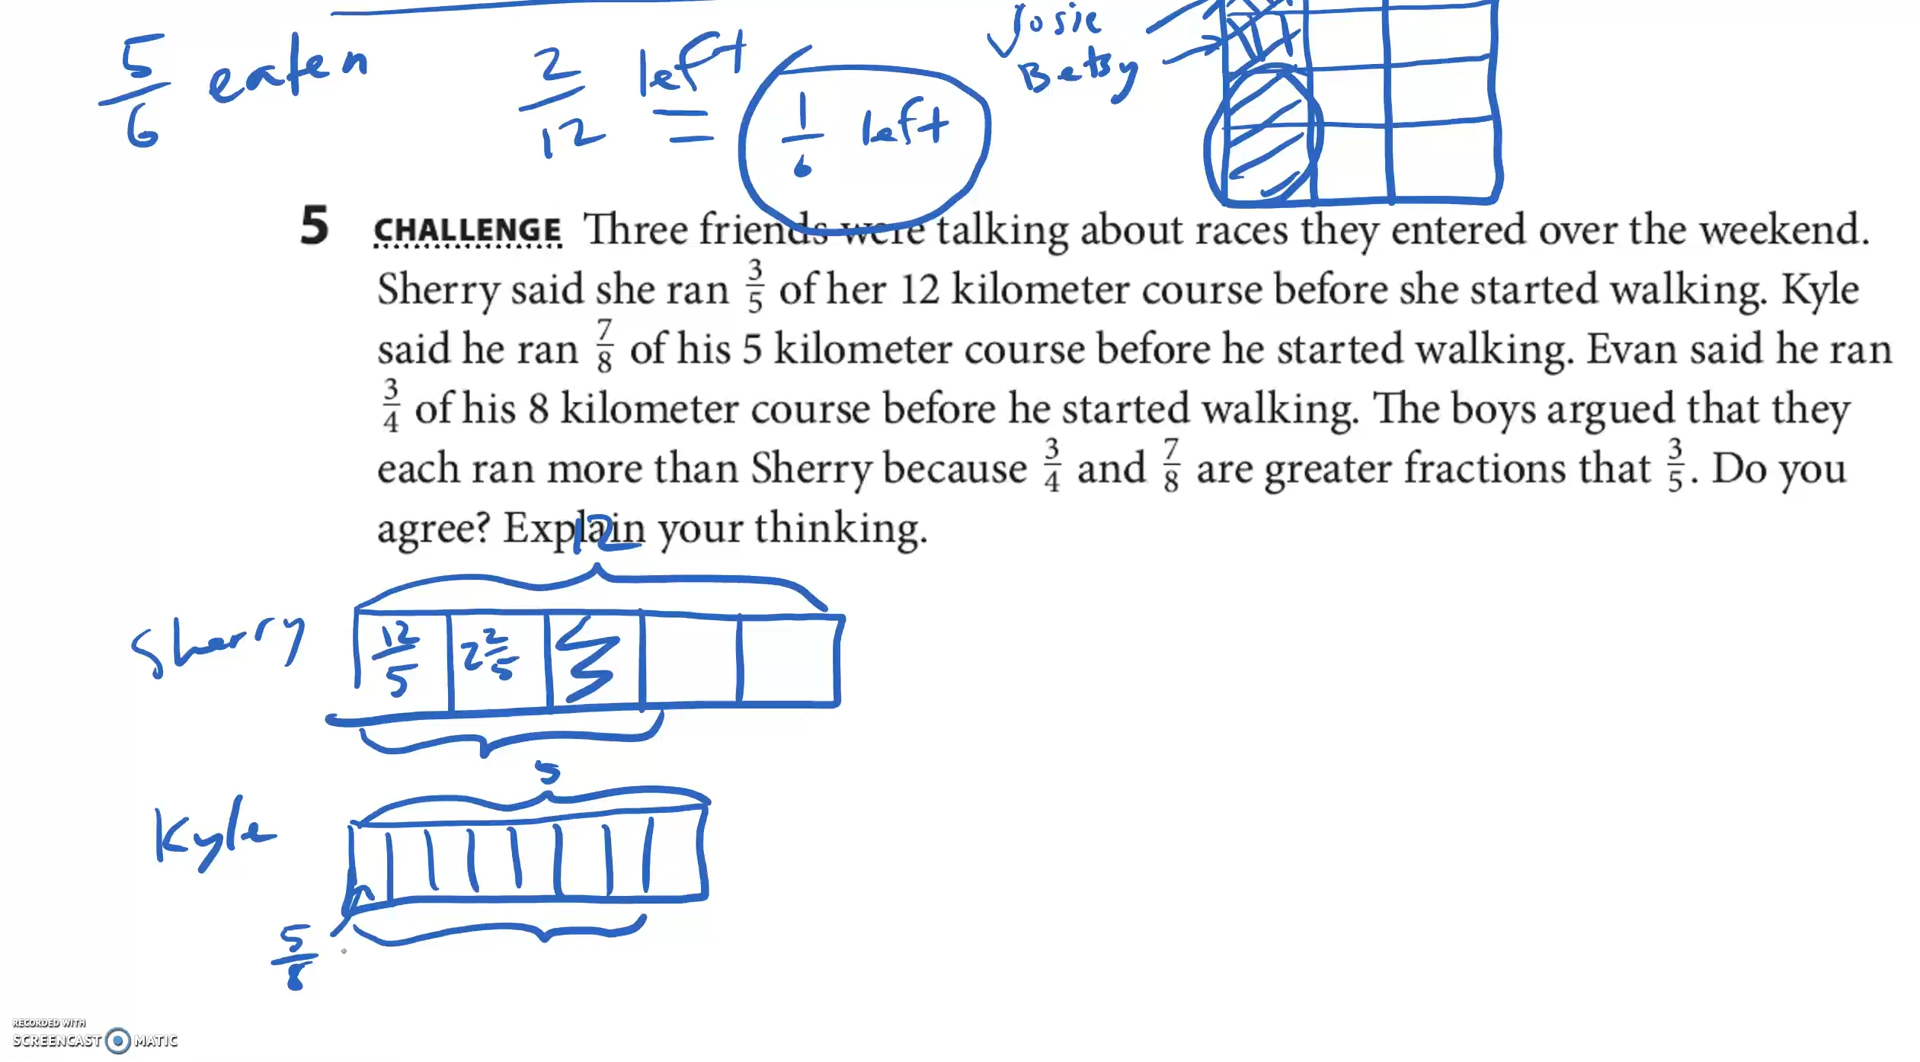 5/6 eaten 2/12 left = 1/6 left
Josie
Betsy
5 CHALLENGE Three friends were talking about races they entered over the weekend.
Sherry said she ran 3/5 of her 12 kilometer course before she started walking. Kyle
said he ran 7/8 of his 5 kilometer course before he started walking. Evan said he ran
3/4 of his 8 kilometer course before he started walking. The boys argued that they
each ran more than Sherry because 3/4 and 7/8 are greater fractions that 3/5. Do you
agree? Explain your thinking.
12
Sherry 12/5 2 2/5
5
Kyle
5/8
RECORDED WITH
SCREENCAST MATIC